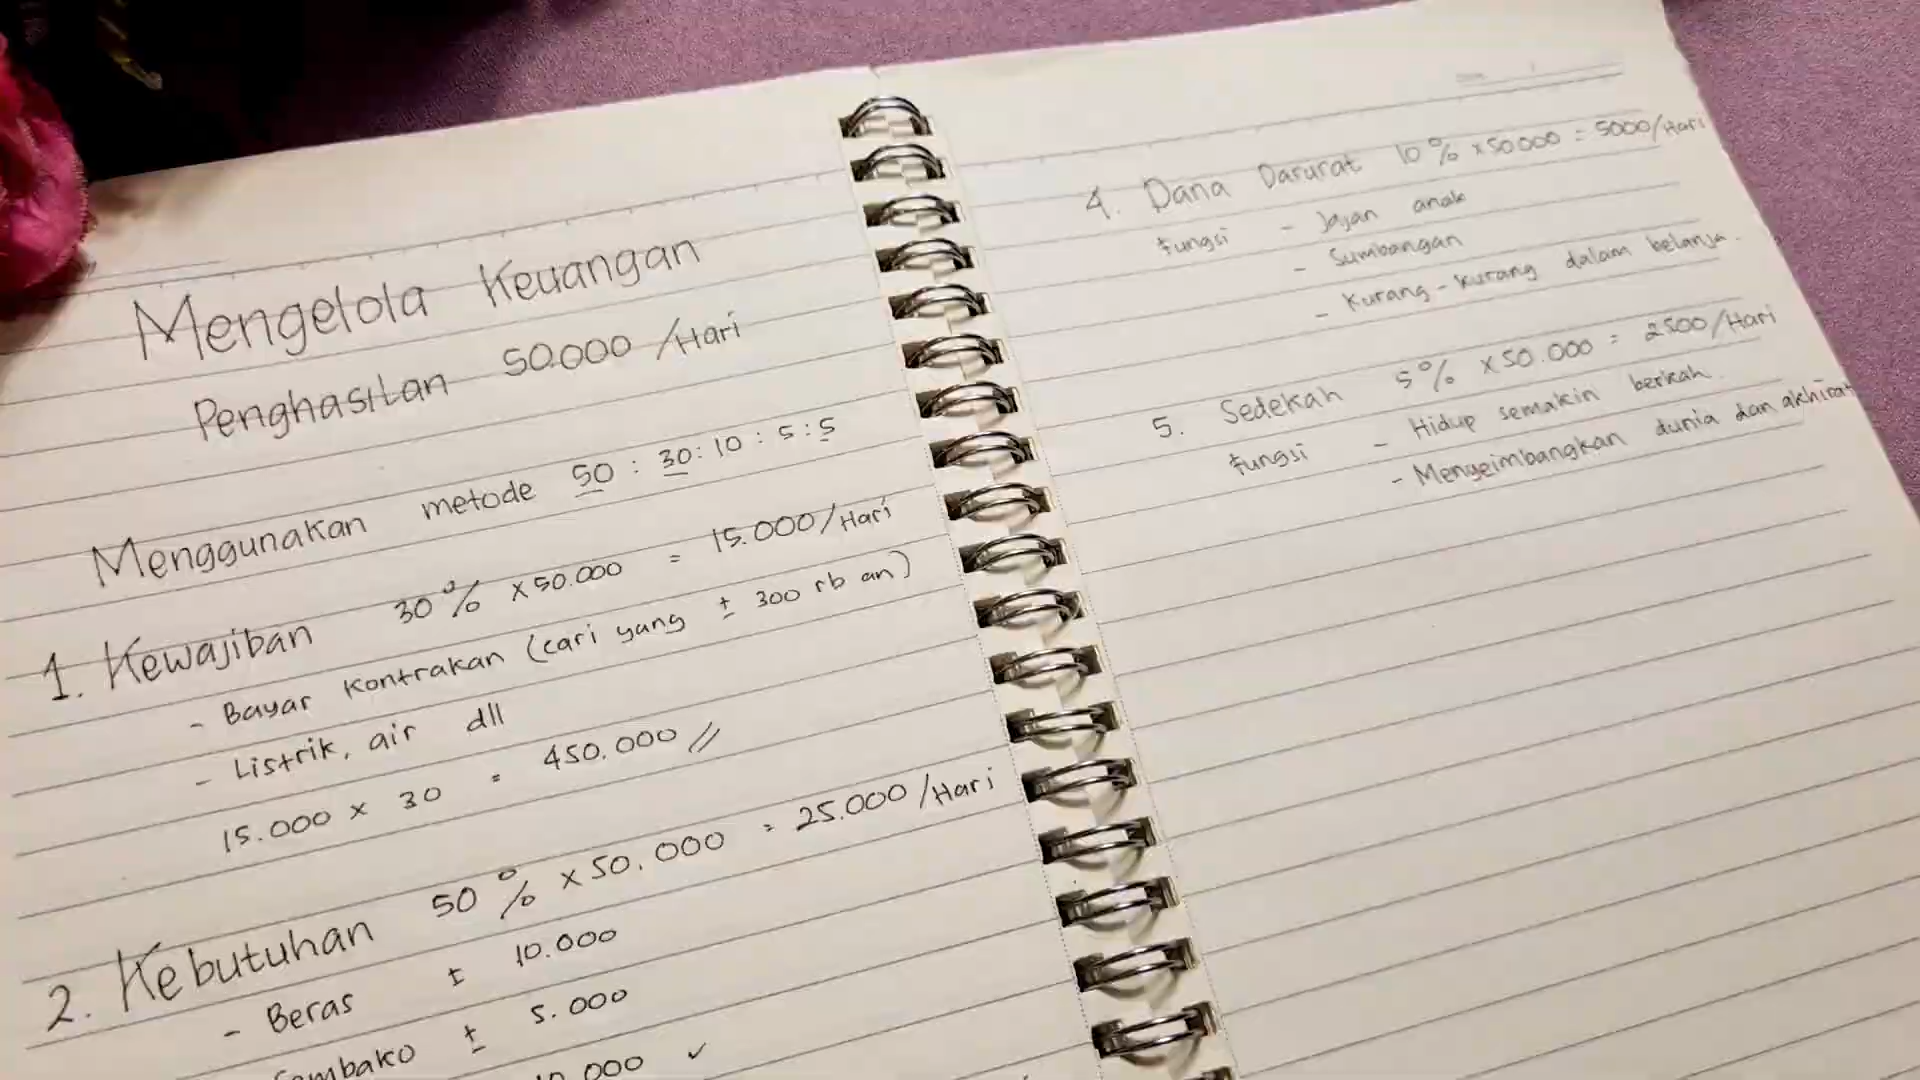 Mengelola Keuangan
Penghasilan 50.000 /Hari
Menggunakan metode 50 : 30 : 10 : 5 : 5
1. Kewajiban 30% x 50.000 = 15.000/Hari
- Bayar Kontrakan (cari yang ± 300 rb an)
- Listrik, air dll
15.000 x 30 = 450.000 //
2. Kebutuhan 50% x 50.000 = 25.000 /Hari
- Beras ± 10.000
Sembako ± 5.000
10.000 ✓
4. Dana Darurat 10% x 50.000 = 5000/Hari
fungsi - Jajan anak
- Sumbangan
- Kurang-kurang dalam belanja.
5. Sedekah 5% x 50.000 = 2500/Hari
fungsi - Hidup semakin berkah.
- Menyeimbangkan dunia dan akhirat